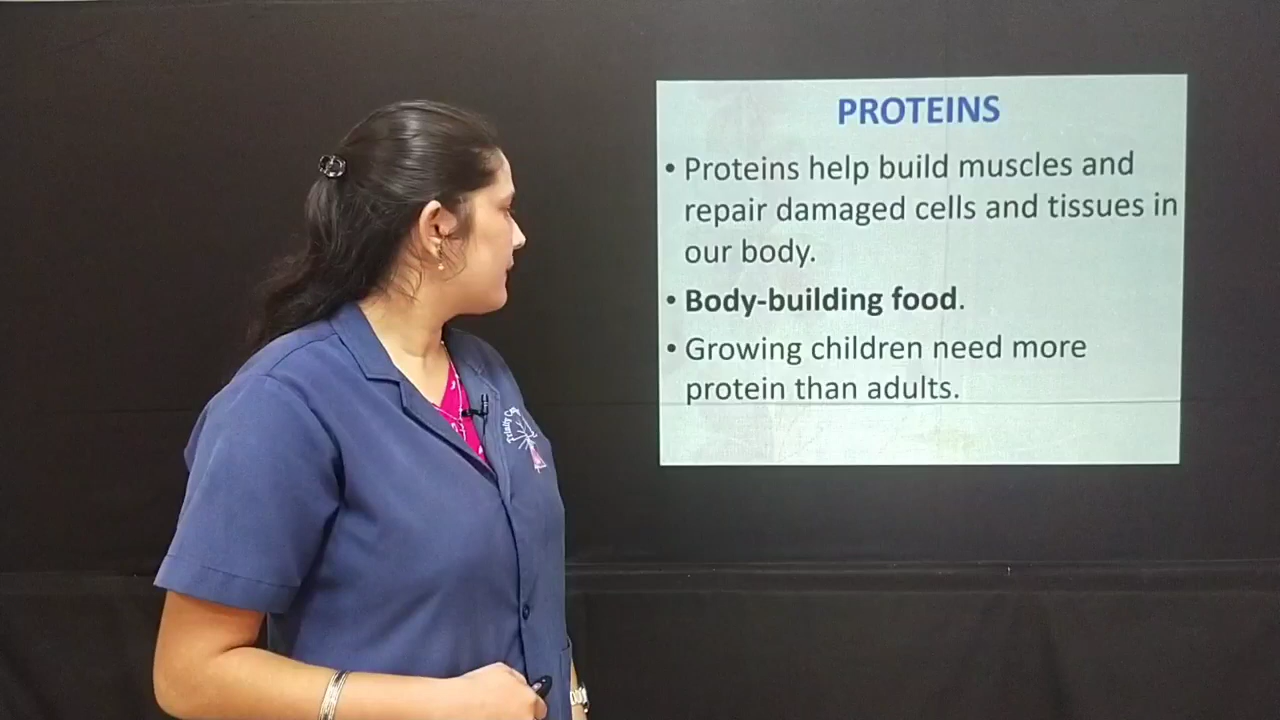 PROTEINS
• Proteins help build muscles and
repair damaged cells and tissues in
our body.
• Body-building food.
• Growing children need more
protein than adults.
Trinity